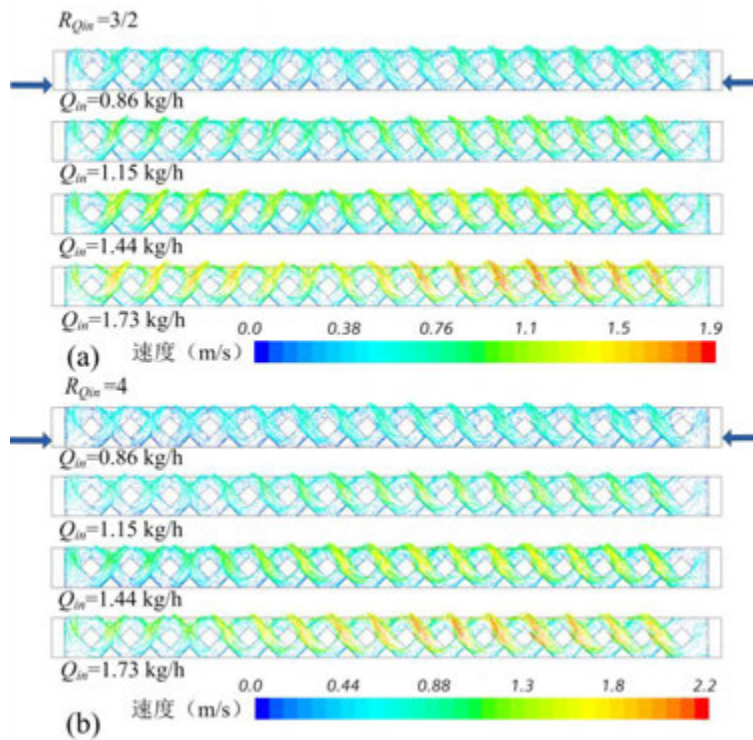 R_Qin =3/2
Q_in=0.86 kg/h
Q_in=1.15 kg/h
Q_in=1.44 kg/h
Q_in=1.73 kg/h
0.0 0.38 0.76 1.1 1.5 1.9
(a) 速度（m/s）
R_Qin =4
Q_in=0.86 kg/h
Q_in=1.15 kg/h
Q_in=1.44 kg/h
Q_in=1.73 kg/h
0.0 0.44 0.88 1.3 1.8 2.2
(b) 速度（m/s）